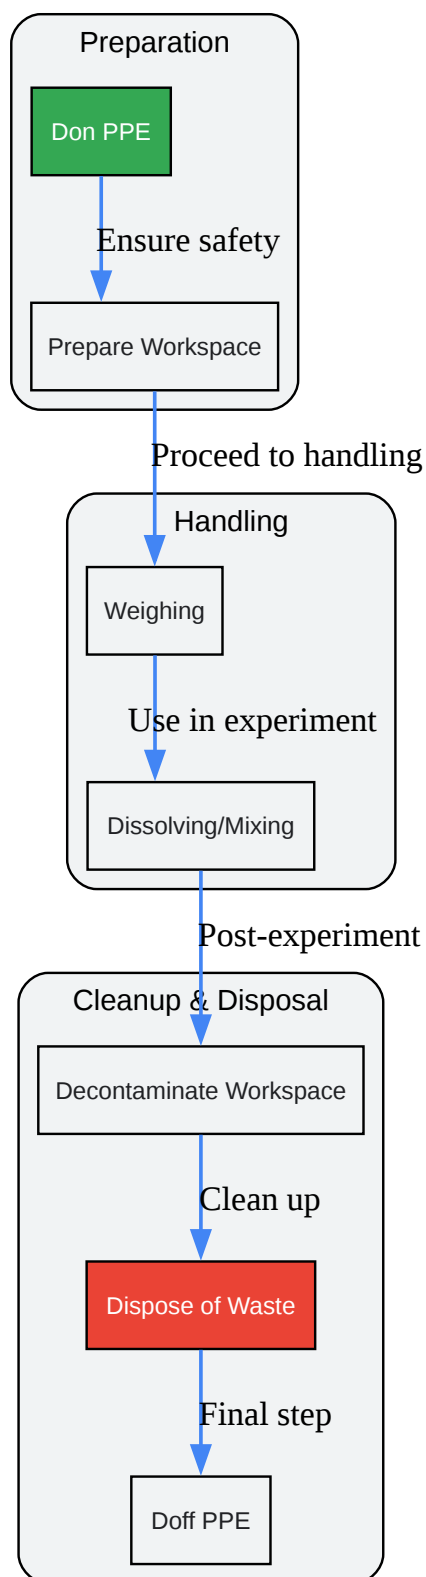 Preparation
Don PPE
Ensure safety
Prepare Workspace
Proceed to handling
Handling
Weighing
Use in experiment
Dissolving/Mixing
Post-experiment
Cleanup & Disposal
Decontaminate Workspace
Clean up
Dispose of Waste
Final step
Doff PPE